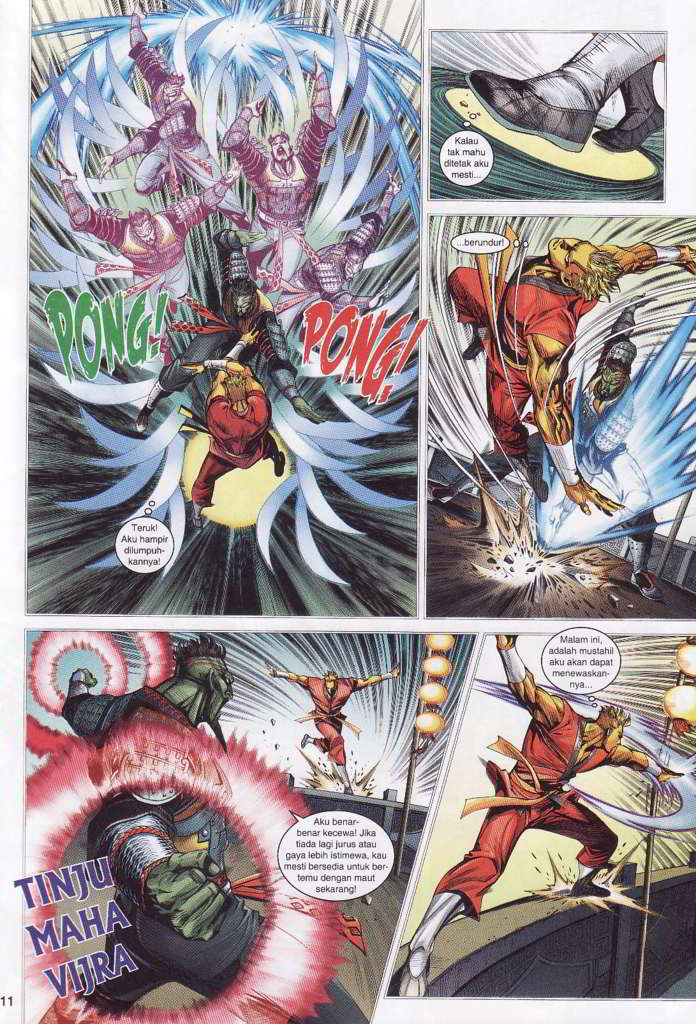 PONG!
PONG!
Teruk!
Aku hampir
dilumpuh-
kannya!
Kalau
tak mahu
ditetak aku
mesti...
...berundur!
Aku benar-
benar kecewa! Jika
tiada lagi jurus atau
gaya lebih istimewa, kau
mesti bersedia untuk ber-
temu dengan maut
sekarang!
TINJU
MAHA
VIJRA
Malam ini,
adalah mustahil
aku akan dapat
menewaskan-
nya...
11